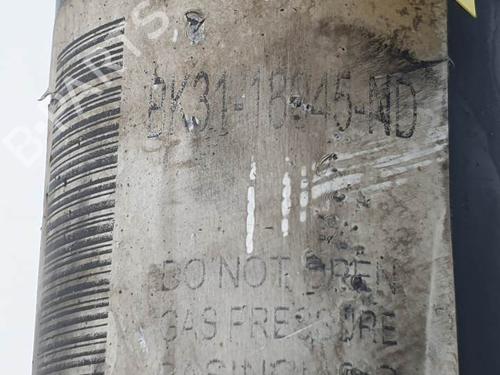 BK31-18045-ND
DO NOT OPEN
GAS PRESSURE